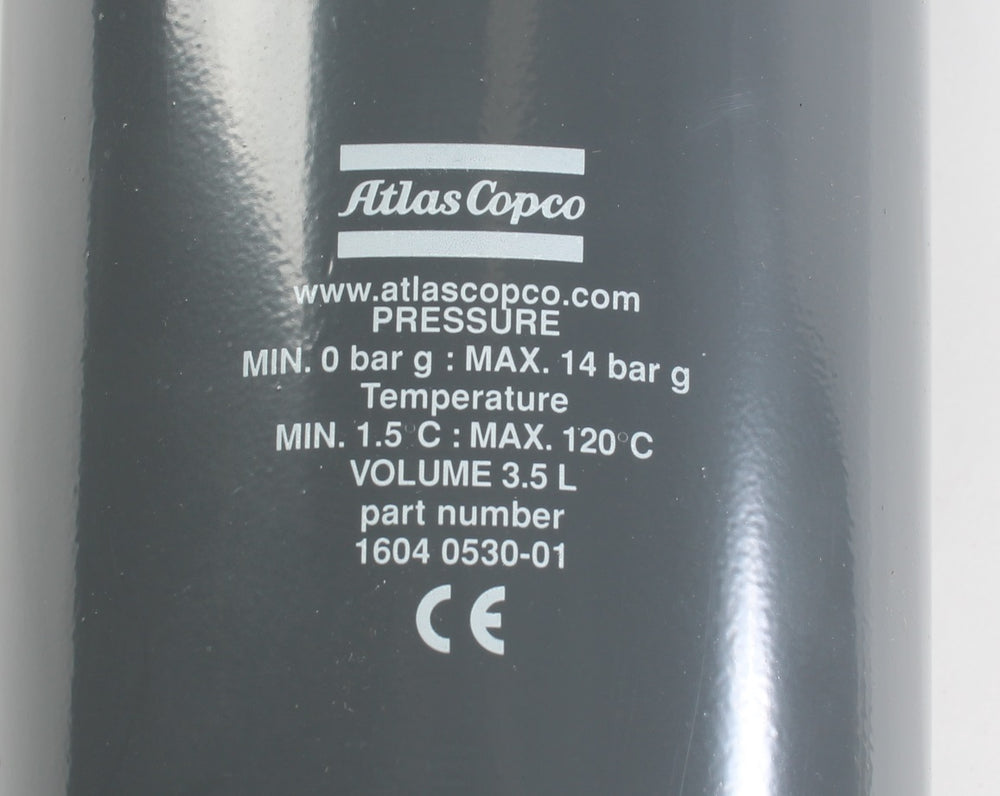 Atlas Copco
www.atlascopco.com
PRESSURE
MIN. 0 bar g : MAX. 14 bar g
Temperature
MIN. 1.5°C : MAX. 120°C
VOLUME 3.5 L
part number
1604 0530-01
CE